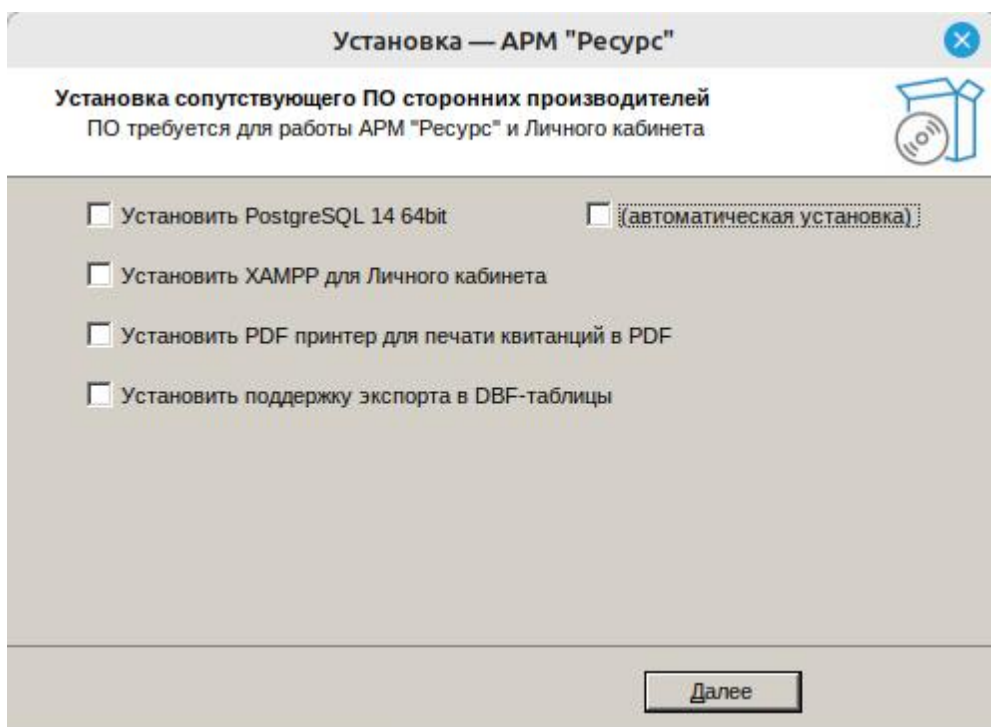 Установка — АРМ "Ресурс"
Установка сопутствующего ПО сторонних производителей
ПО требуется для работы АРМ "Ресурс" и Личного кабинета
Установить PostgreSQL 14 64bit (автоматическая установка)
Установить XAMPP для Личного кабинета
Установить PDF принтер для печати квитанций в PDF
Установить поддержку экспорта в DBF-таблицы
Далее